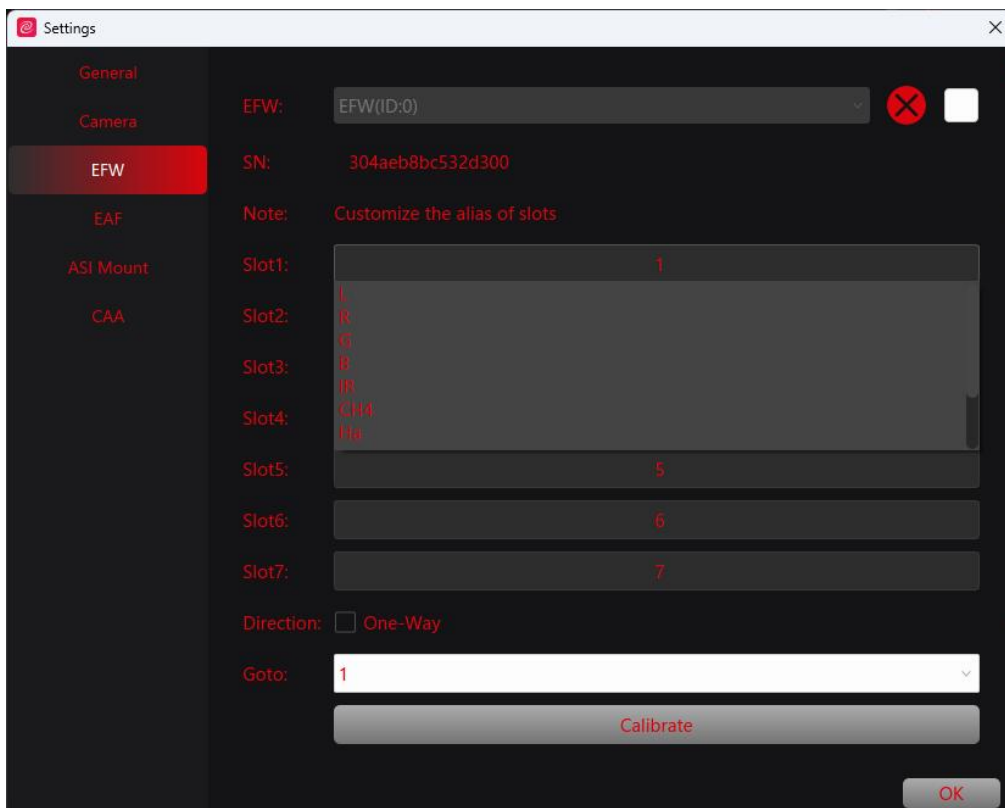 Settings
General
Camera
EFW
EAF
ASI Mount
CAA
EFW: EFW(ID:0)
SN: 304aeb8bc532d300
Note: Customize the alias of slots
Slot1: 1
L
Slot2: R
G
Slot3: B
IR
Slot4: CH4
Ha
Slot5: 5
Slot6: 6
Slot7: 7
Direction: One-Way
Goto: 1
Calibrate
OK